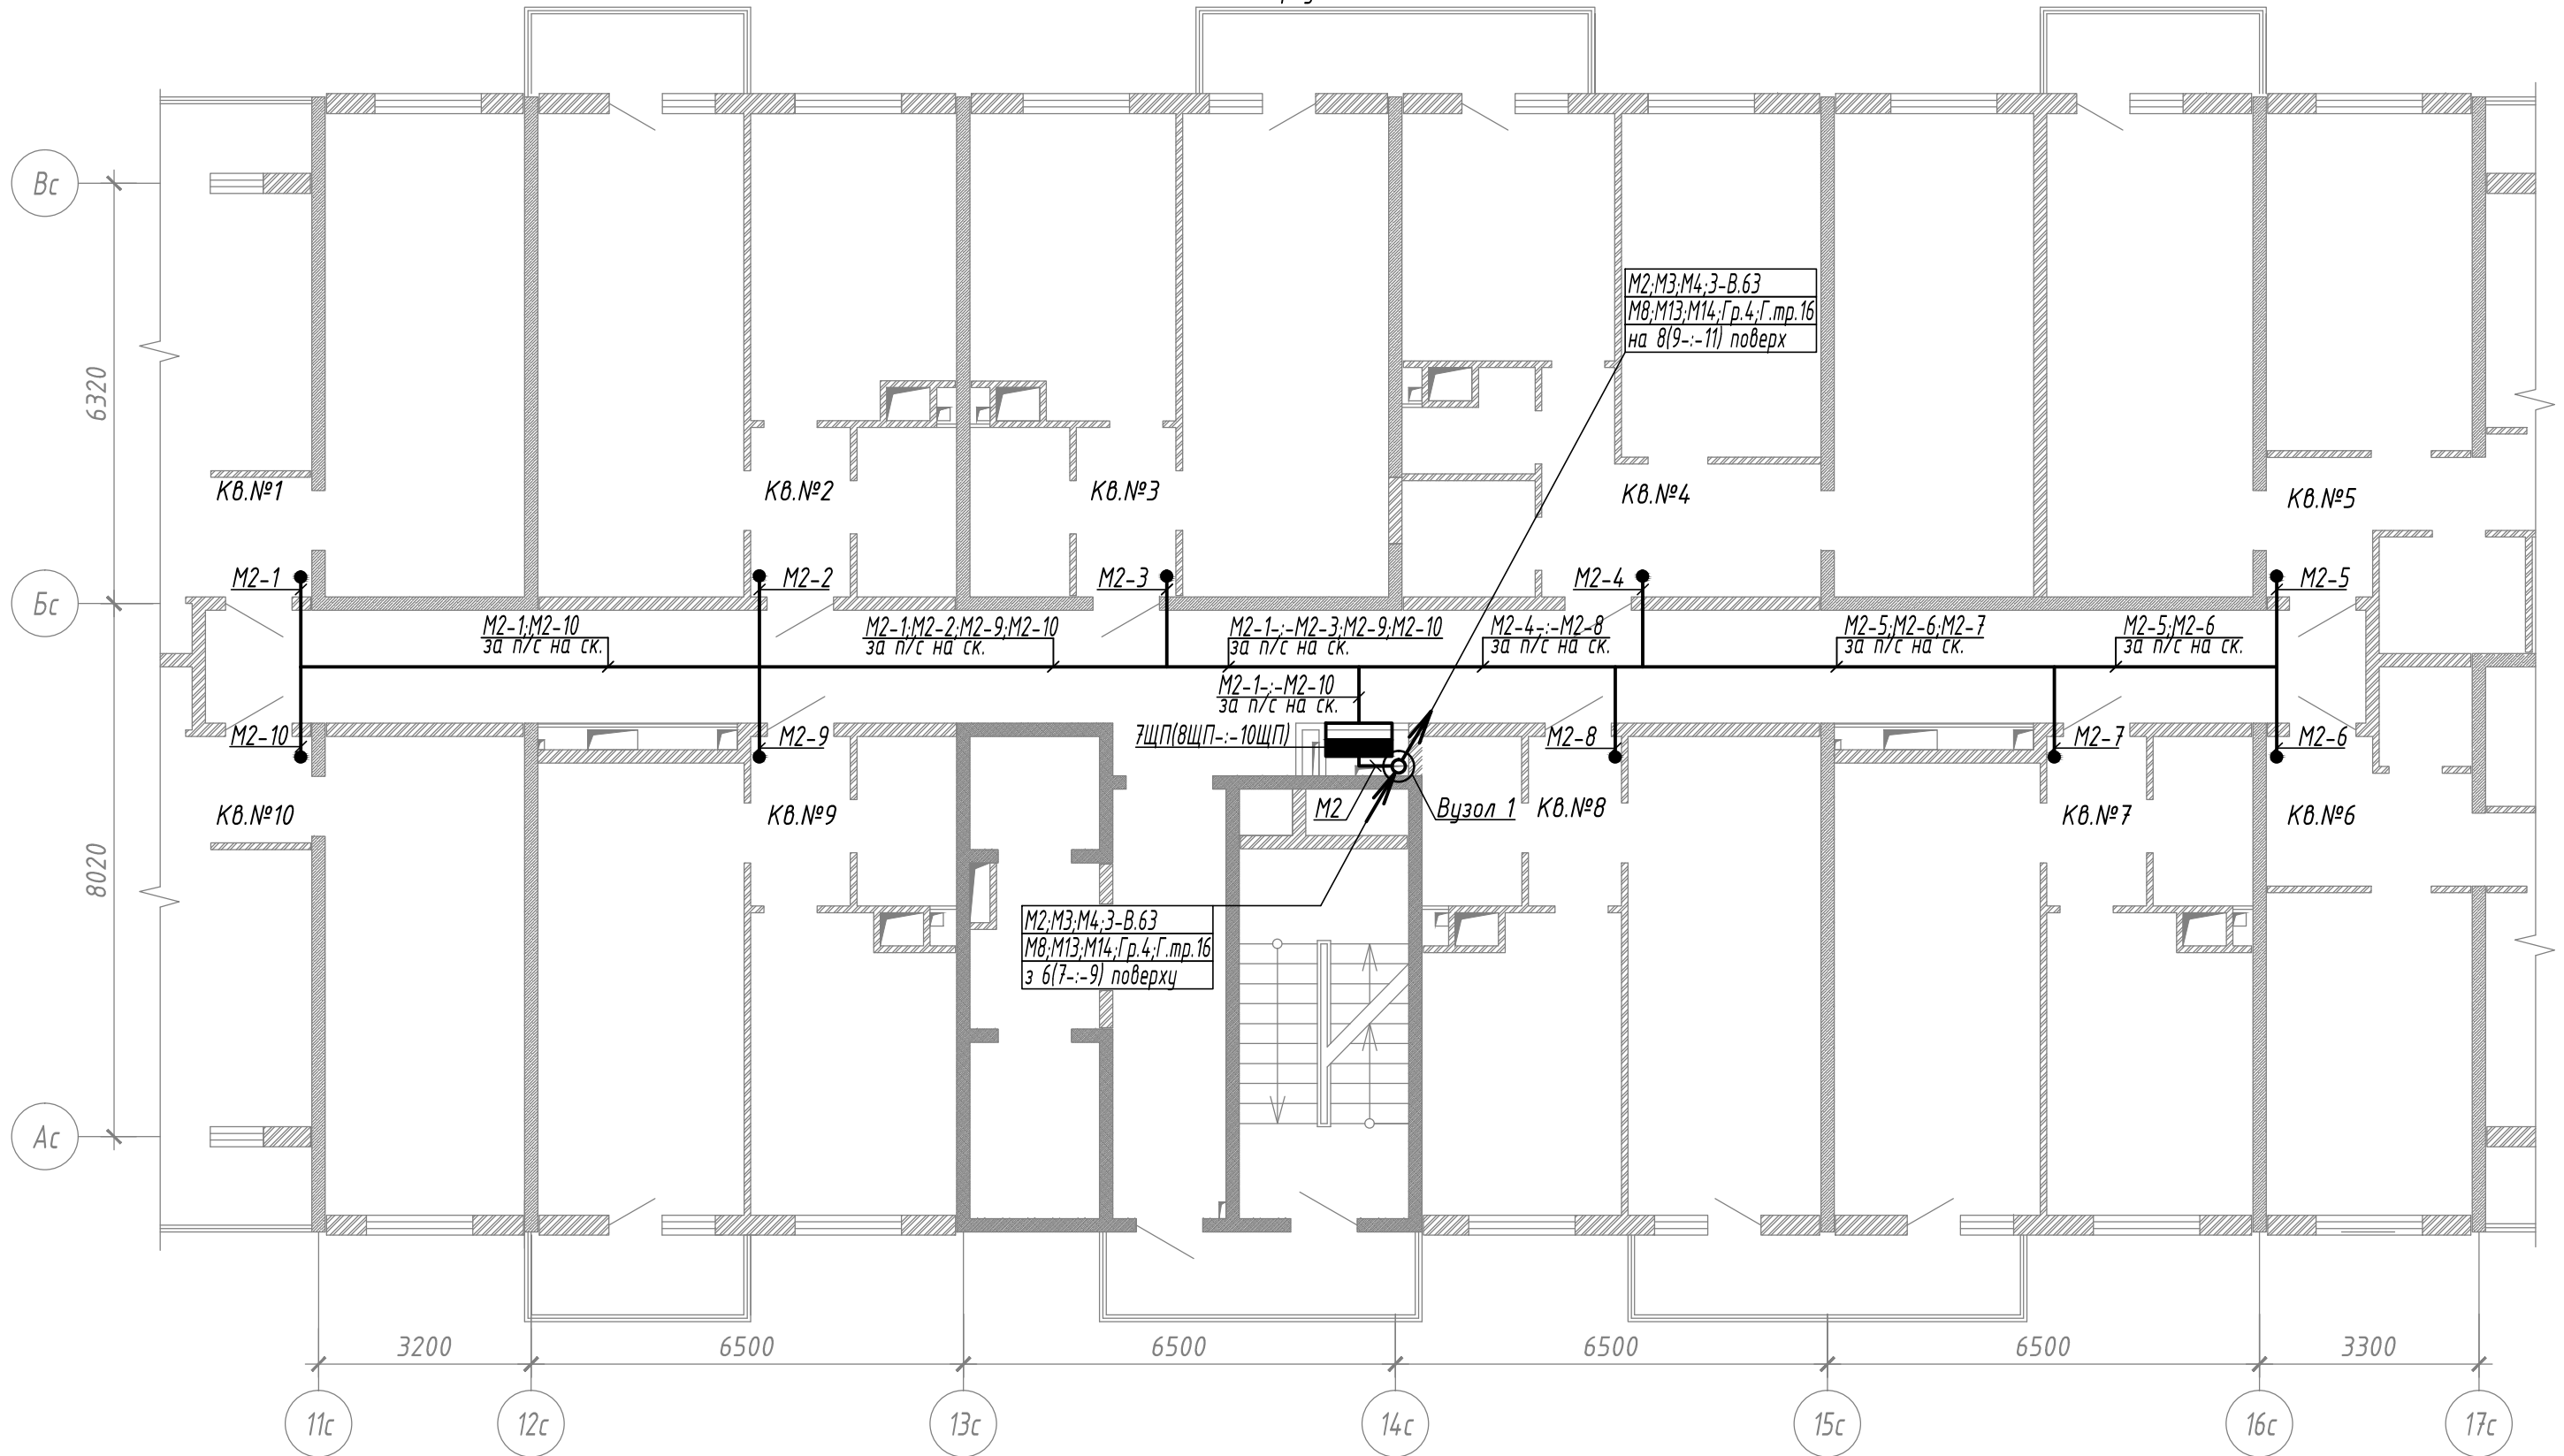 М2;М3;М4;З-В.63
М8;М13;М14;Гр.4;Г.тр.16
на 8(9-:-11) поверх
Вс
6320
Кв.№1
Кв.№2
Кв.№3
Кв.№4
Кв.№5
Бс
М2-1
М2-2
М2-3
М2-4
М2-5
М2-1;М2-10
за п/с на ск.
М2-1;М2-2;М2-9;М2-10
за п/с на ск.
М2-1-:-М2-3;М2-9;М2-10
за п/с на ск.
М2-4-:-М2-8
за п/с на ск.
М2-5;М2-6;М2-7
за п/с на ск.
М2-5;М2-6
за п/с на ск.
М2-1-:-М2-10
за п/с на ск.
7ЩП(8ЩП-:-10ЩП)
М2-10
М2-9
М2-8
М2-7
М2-6
М2
Вузол 1
Кв.№10
Кв.№9
Кв.№8
Кв.№7
Кв.№6
8020
М2;М3;М4;З-В.63
М8;М13;М14;Гр.4;Г.тр.16
з 6(7-:-9) поверху
Ас
3200
6500
6500
6500
6500
3300
11с
12с
13с
14с
15с
16с
17с